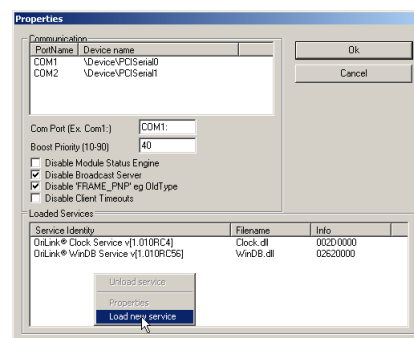 Properties
Communication
PortName Device name
COM1 \Device\PCISerial0
COM2 \Device\PCISerial1
Ok
Cancel
Com Port (Ex. Com1:) COM1:
Boost Priority (10-90) 40
Disable Module Status Engine
Disable Broadcast Server
Disable 'FRAME_PNP' eg OldType
Disable Client Timeouts
Loaded Services
Service Identity Filename Info
OriLink® Clock Service v[1.010RC4] Clock.dll 002D0000
OriLink® WinDB Service v[1.010RC56] WinDB.dll 02620000
Unload service
Properties
Load new service